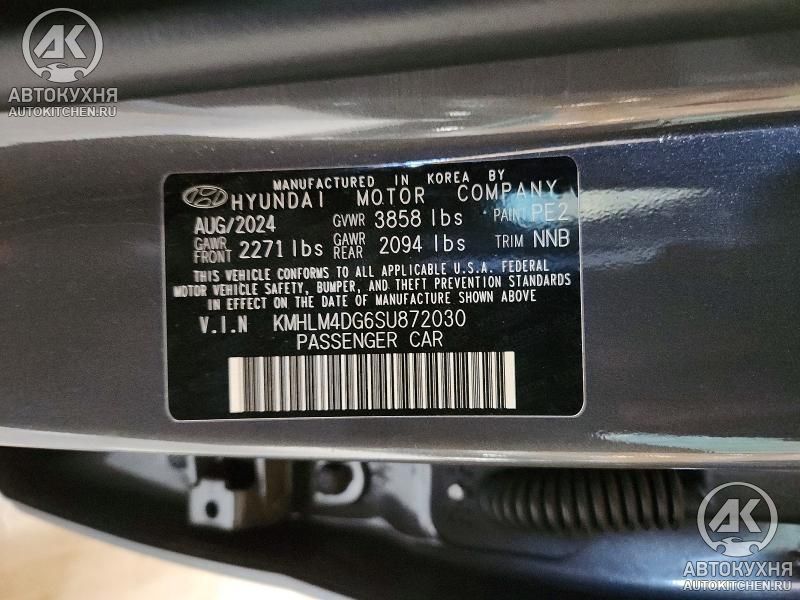 AK
АВТОКУХНЯ
AUTOKITCHEN.RU
MANUFACTURED IN KOREA BY
HYUNDAI MOTOR COMPANY
AUG/2024 GVWR 3858 lbs PAINT PE2
GAWR FRONT 2271 lbs GAWR REAR 2094 lbs TRIM NNB
THIS VEHICLE CONFORMS TO ALL APPLICABLE U.S.A. FEDERAL
MOTOR VEHICLE SAFETY, BUMPER, AND THEFT PREVENTION STANDARDS
IN EFFECT ON THE DATE OF MANUFACTURE SHOWN ABOVE
V.I.N KMHLM4DG6SU872030
PASSENGER CAR
AK
АВТОКУХНЯ
AUTOKITCHEN.RU